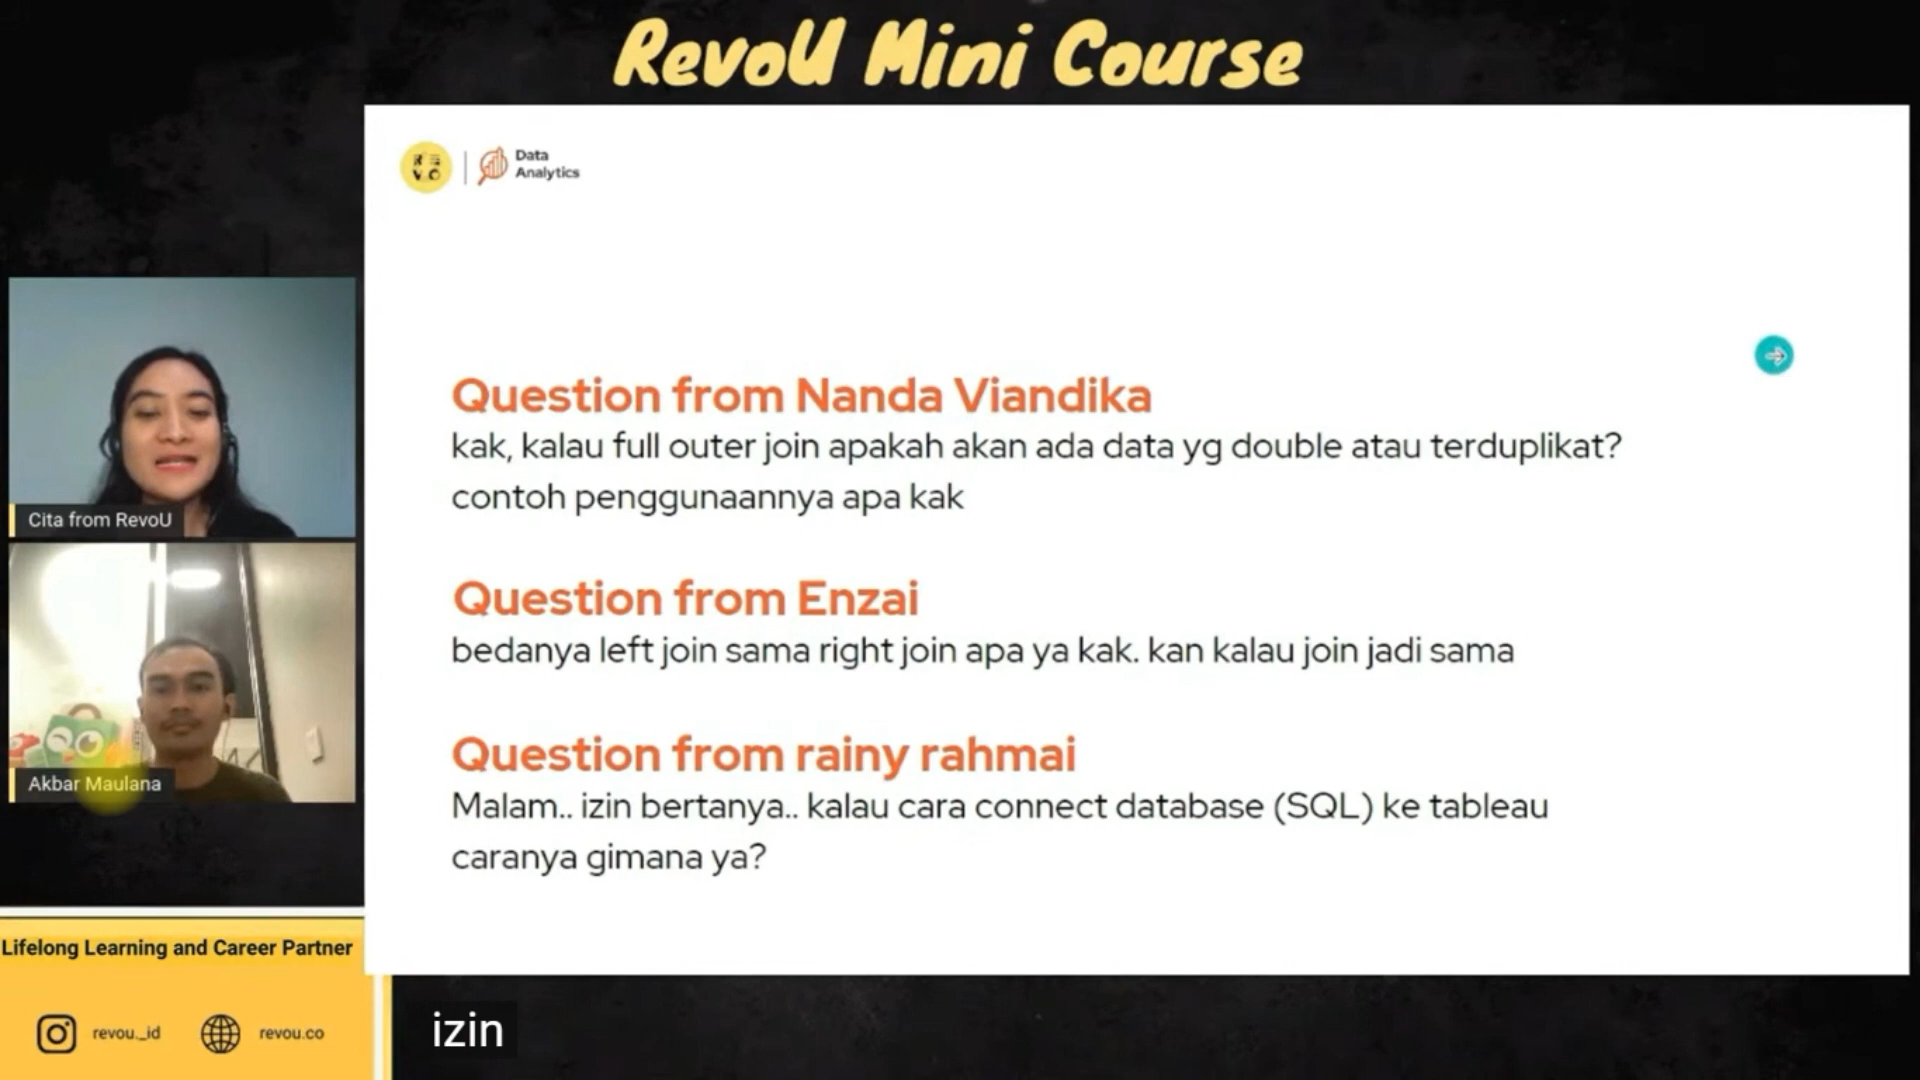 RevoU Mini Course
RE
VO
Data
Analytics
Question from Nanda Viandika
kak, kalau full outer join apakah akan ada data yg double atau terduplikat?
contoh penggunaannya apa kak
Question from Enzai
bedanya left join sama right join apa ya kak. kan kalau join jadi sama
Question from rainy rahmai
Malam.. izin bertanya.. kalau cara connect database (SQL) ke tableau
caranya gimana ya?
Cita from RevoU
Akbar Maulana
Lifelong Learning and Career Partner
revou_id
revou.co
izin